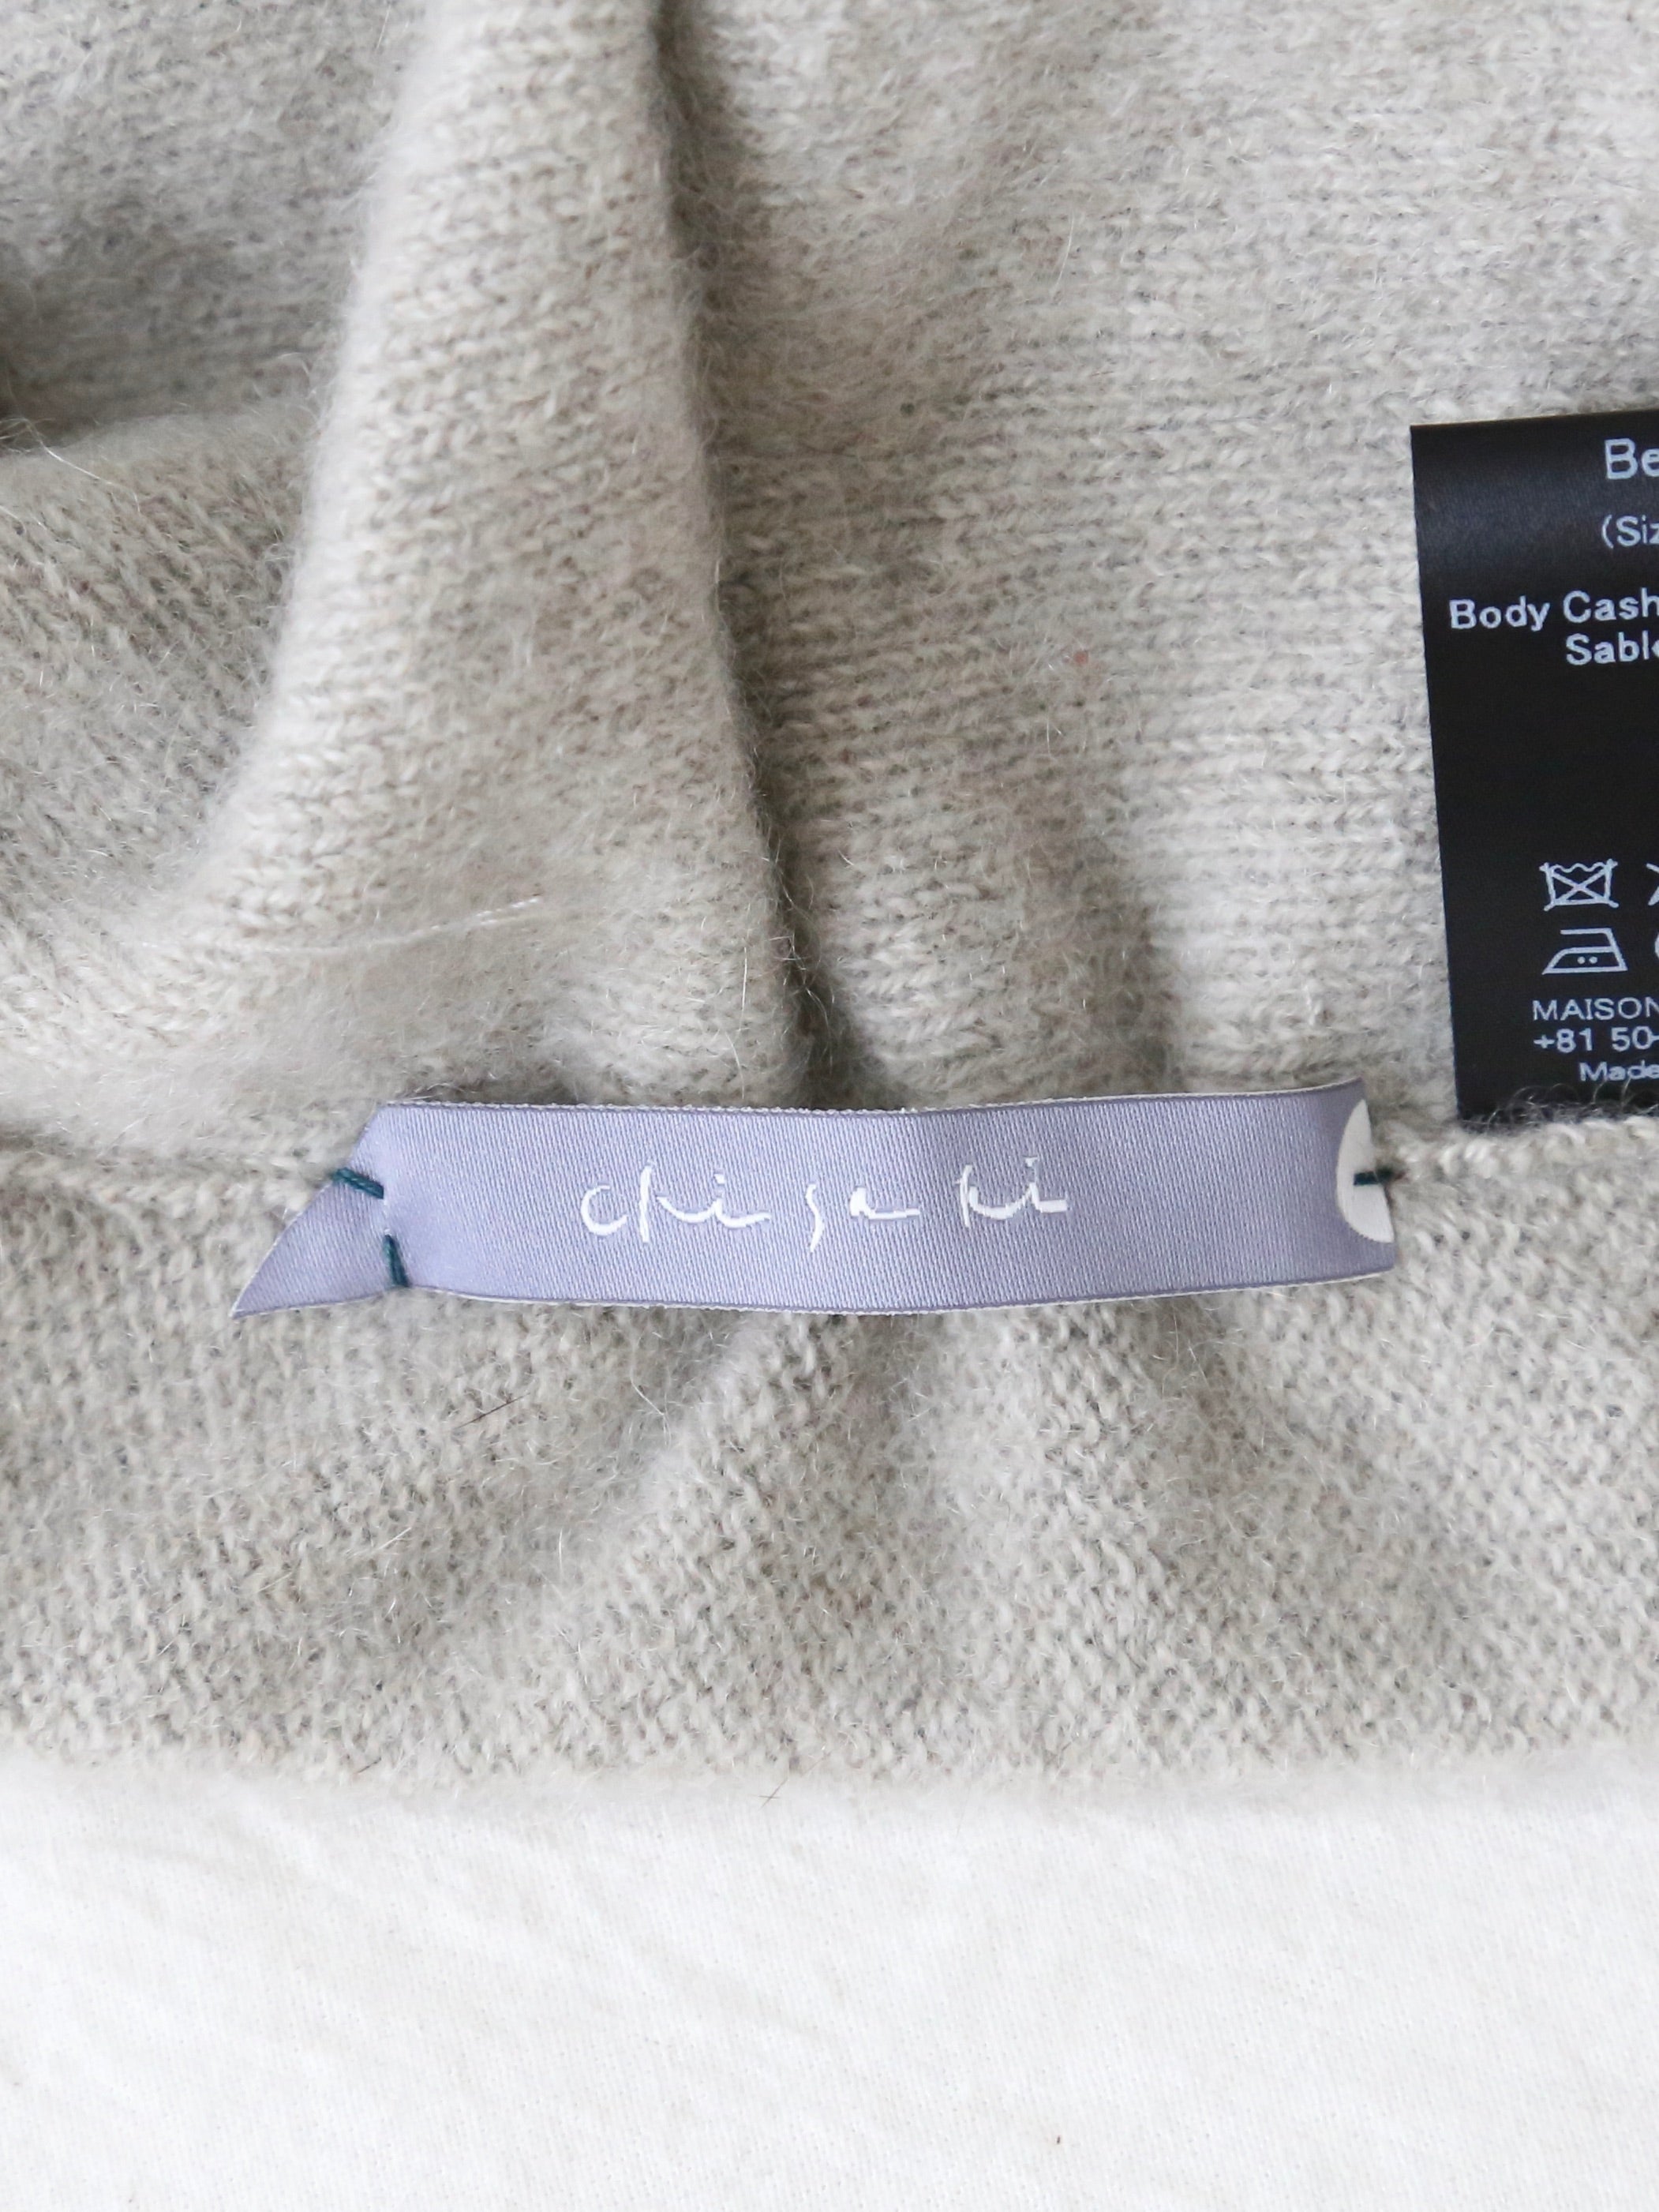 Be
(Siz
Body Cash
Sable
MAISON
+81 50-
Made
chisaki